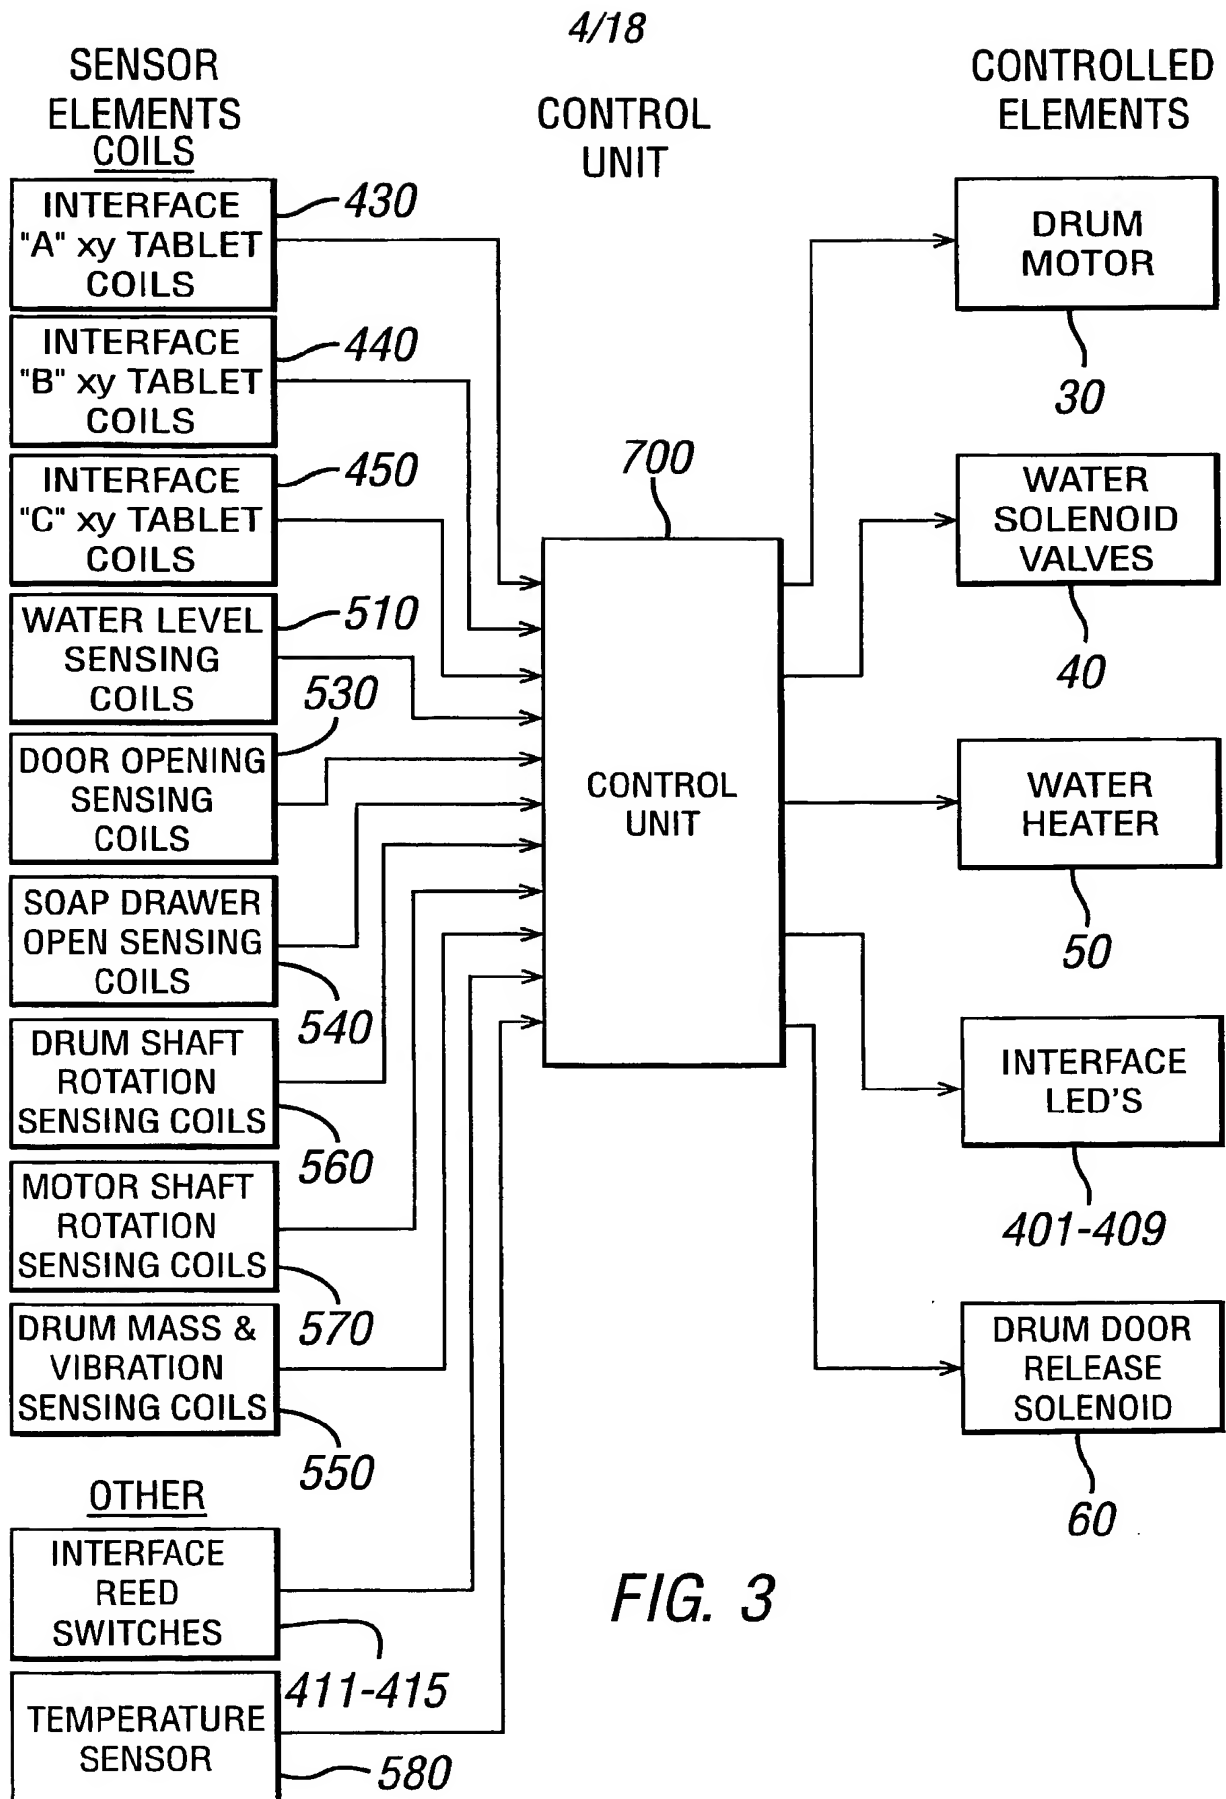 4/18
SENSOR
ELEMENTS
COILS
INTERFACE
"A" xy TABLET
COILS
430
INTERFACE
"B" xy TABLET
COILS
440
INTERFACE
"C" xy TABLET
COILS
450
WATER LEVEL
SENSING
COILS
510
DOOR OPENING
SENSING
COILS
530
SOAP DRAWER
OPEN SENSING
COILS
540
DRUM SHAFT
ROTATION
SENSING COILS
560
MOTOR SHAFT
ROTATION
SENSING COILS
570
DRUM MASS &
VIBRATION
SENSING COILS
550
OTHER
INTERFACE
REED
SWITCHES
411-415
TEMPERATURE
SENSOR
580
CONTROL
UNIT
700
CONTROL
UNIT
CONTROLLED
ELEMENTS
DRUM
MOTOR
30
WATER
SOLENOID
VALVES
40
WATER
HEATER
50
INTERFACE
LED'S
401-409
DRUM DOOR
RELEASE
SOLENOID
60
FIG. 3